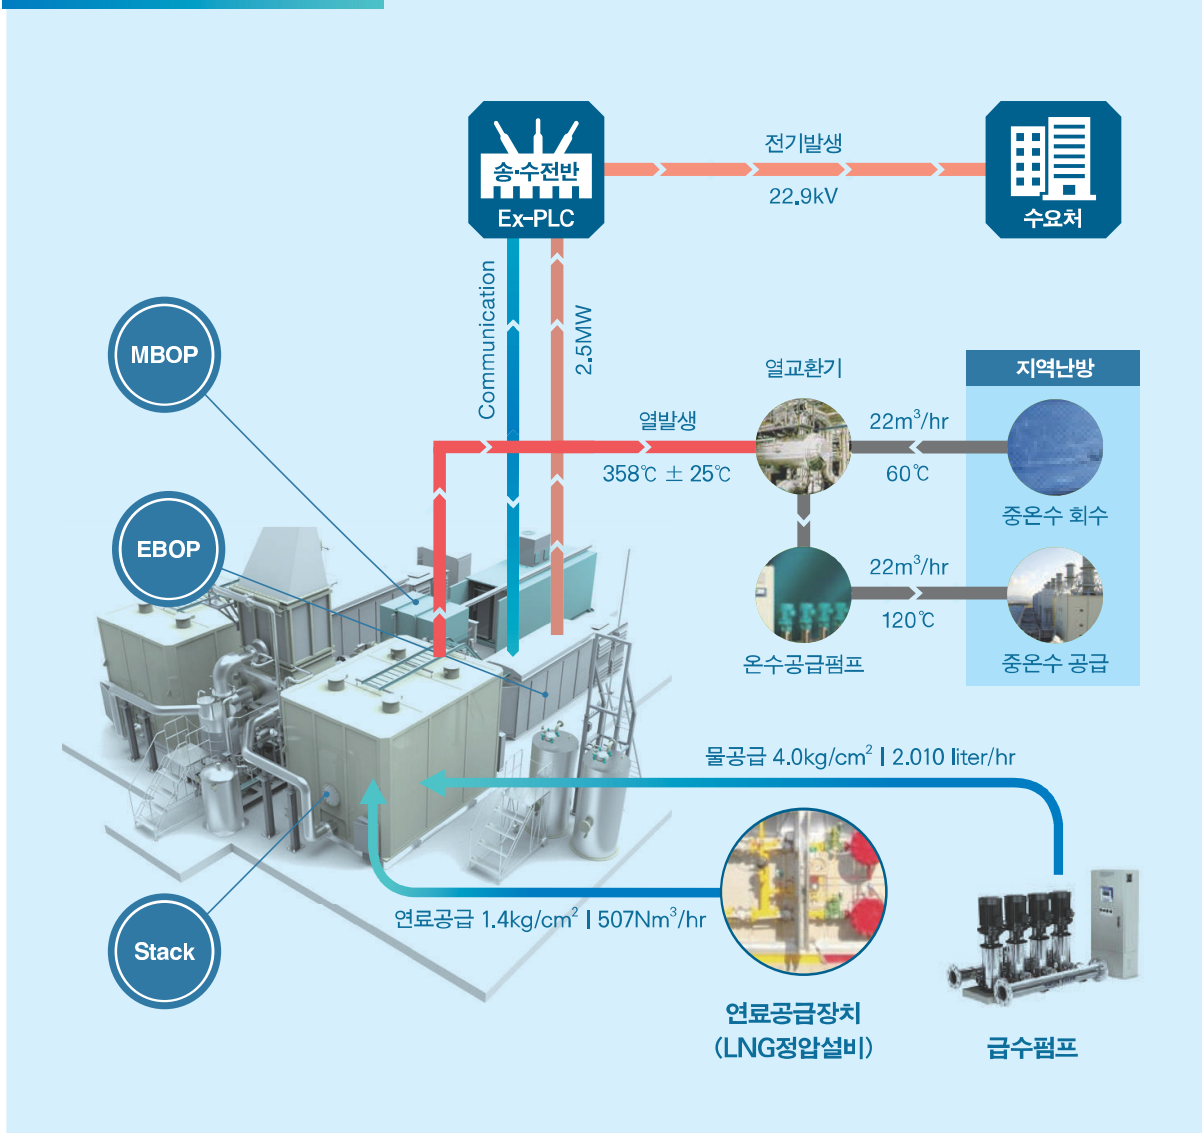 송·수전반
Ex-PLC
전기발생
22.9kV
수요처
Communication
2.5MW
MBOP
EBOP
Stack
열발생
358℃ ± 25℃
열교환기
22m³/hr
60℃
지역난방
중온수 회수
온수공급펌프
22m³/hr
120℃
중온수 공급
물공급 4.0kg/cm² | 2.010 liter/hr
연료공급 1.4kg/cm² | 507Nm³/hr
연료공급장치
(LNG정압설비)
급수펌프